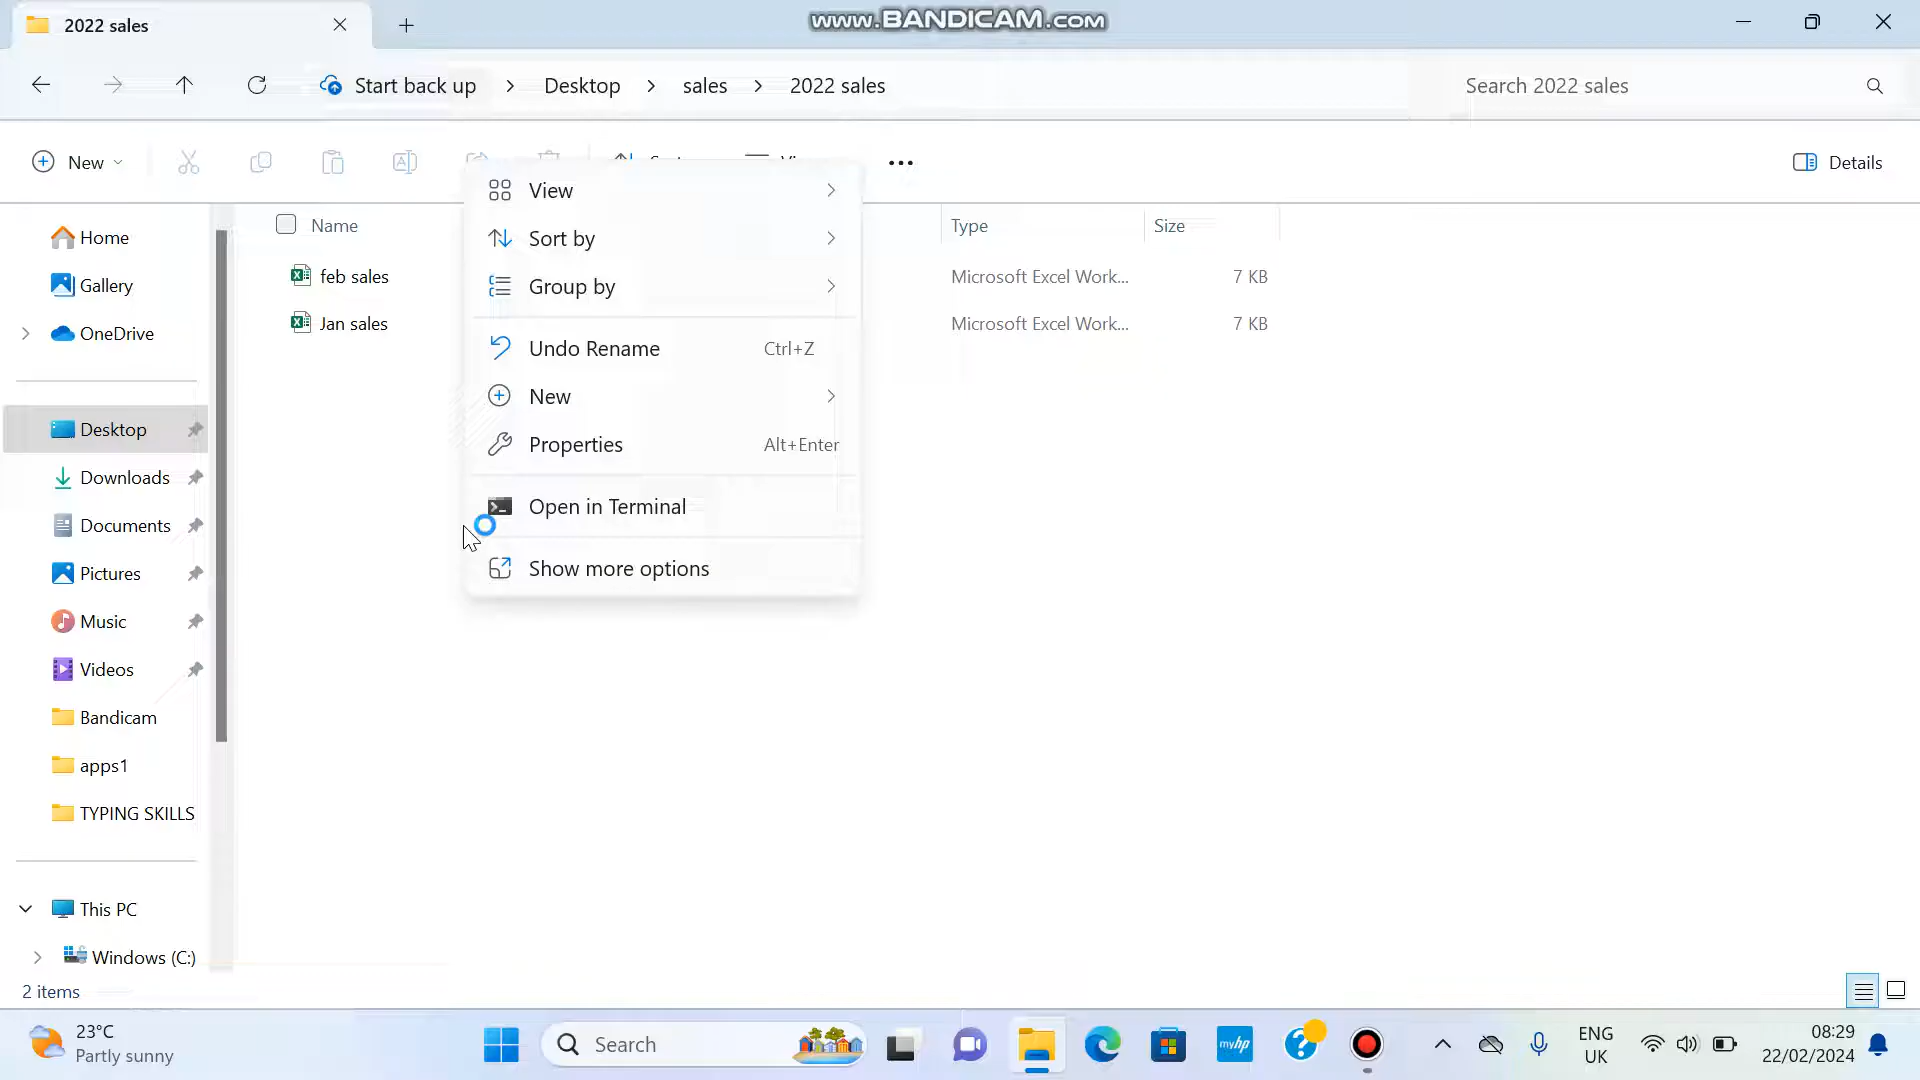 2022 sales
www.BANDICAM.com
Start back up
Desktop
sales
2022 sales
Search 2022 sales
New
Details
Name
Type
Size
feb sales
Microsoft Excel Work...
7 KB
Jan sales
Microsoft Excel Work...
7 KB
View
Sort by
Group by
Undo Rename
Ctrl+Z
New
Properties
Alt+Enter
Open in Terminal
Show more options
Home
Gallery
OneDrive
Desktop
Downloads
Documents
Pictures
Music
Videos
Bandicam
apps1
TYPING SKILLS
This PC
Windows (C:)
2 items
23°C
Partly sunny
Search
myhp
ENG
UK
08:29
22/02/2024